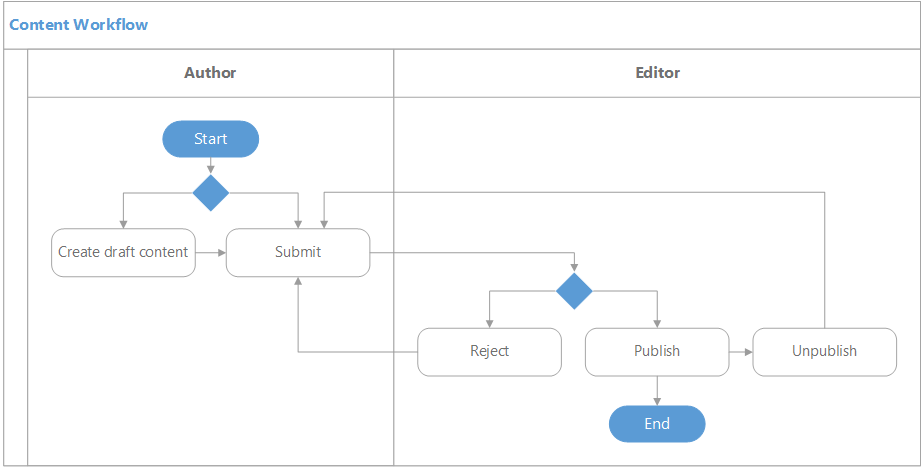 Content Workflow
Author
Editor
Start
Create draft content
Submit
Reject
Publish
Unpublish
End